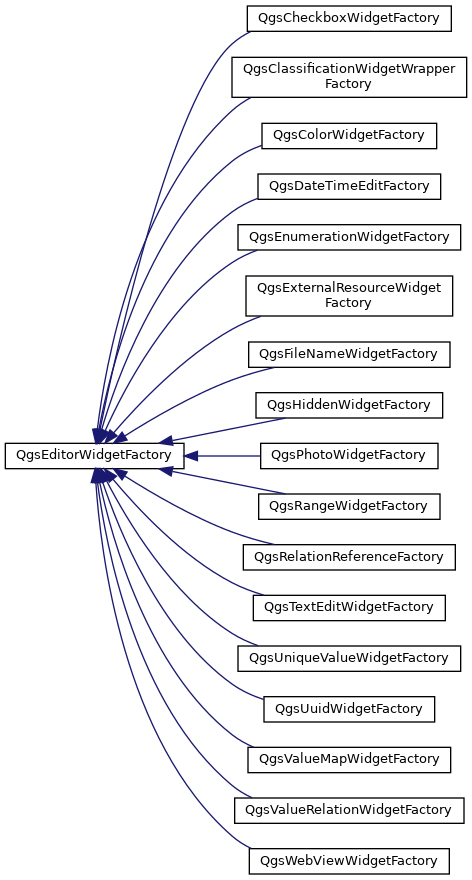 QgsCheckboxWidgetFactory
QgsClassificationWidgetWrapper
Factory
QgsColorWidgetFactory
QgsDateTimeEditFactory
QgsEnumerationWidgetFactory
QgsExternalResourceWidget
Factory
QgsFileNameWidgetFactory
QgsHiddenWidgetFactory
QgsEditorWidgetFactory
QgsPhotoWidgetFactory
QgsRangeWidgetFactory
QgsRelationReferenceFactory
QgsTextEditWidgetFactory
QgsUniqueValueWidgetFactory
QgsUuidWidgetFactory
QgsValueMapWidgetFactory
QgsValueRelationWidgetFactory
QgsWebViewWidgetFactory